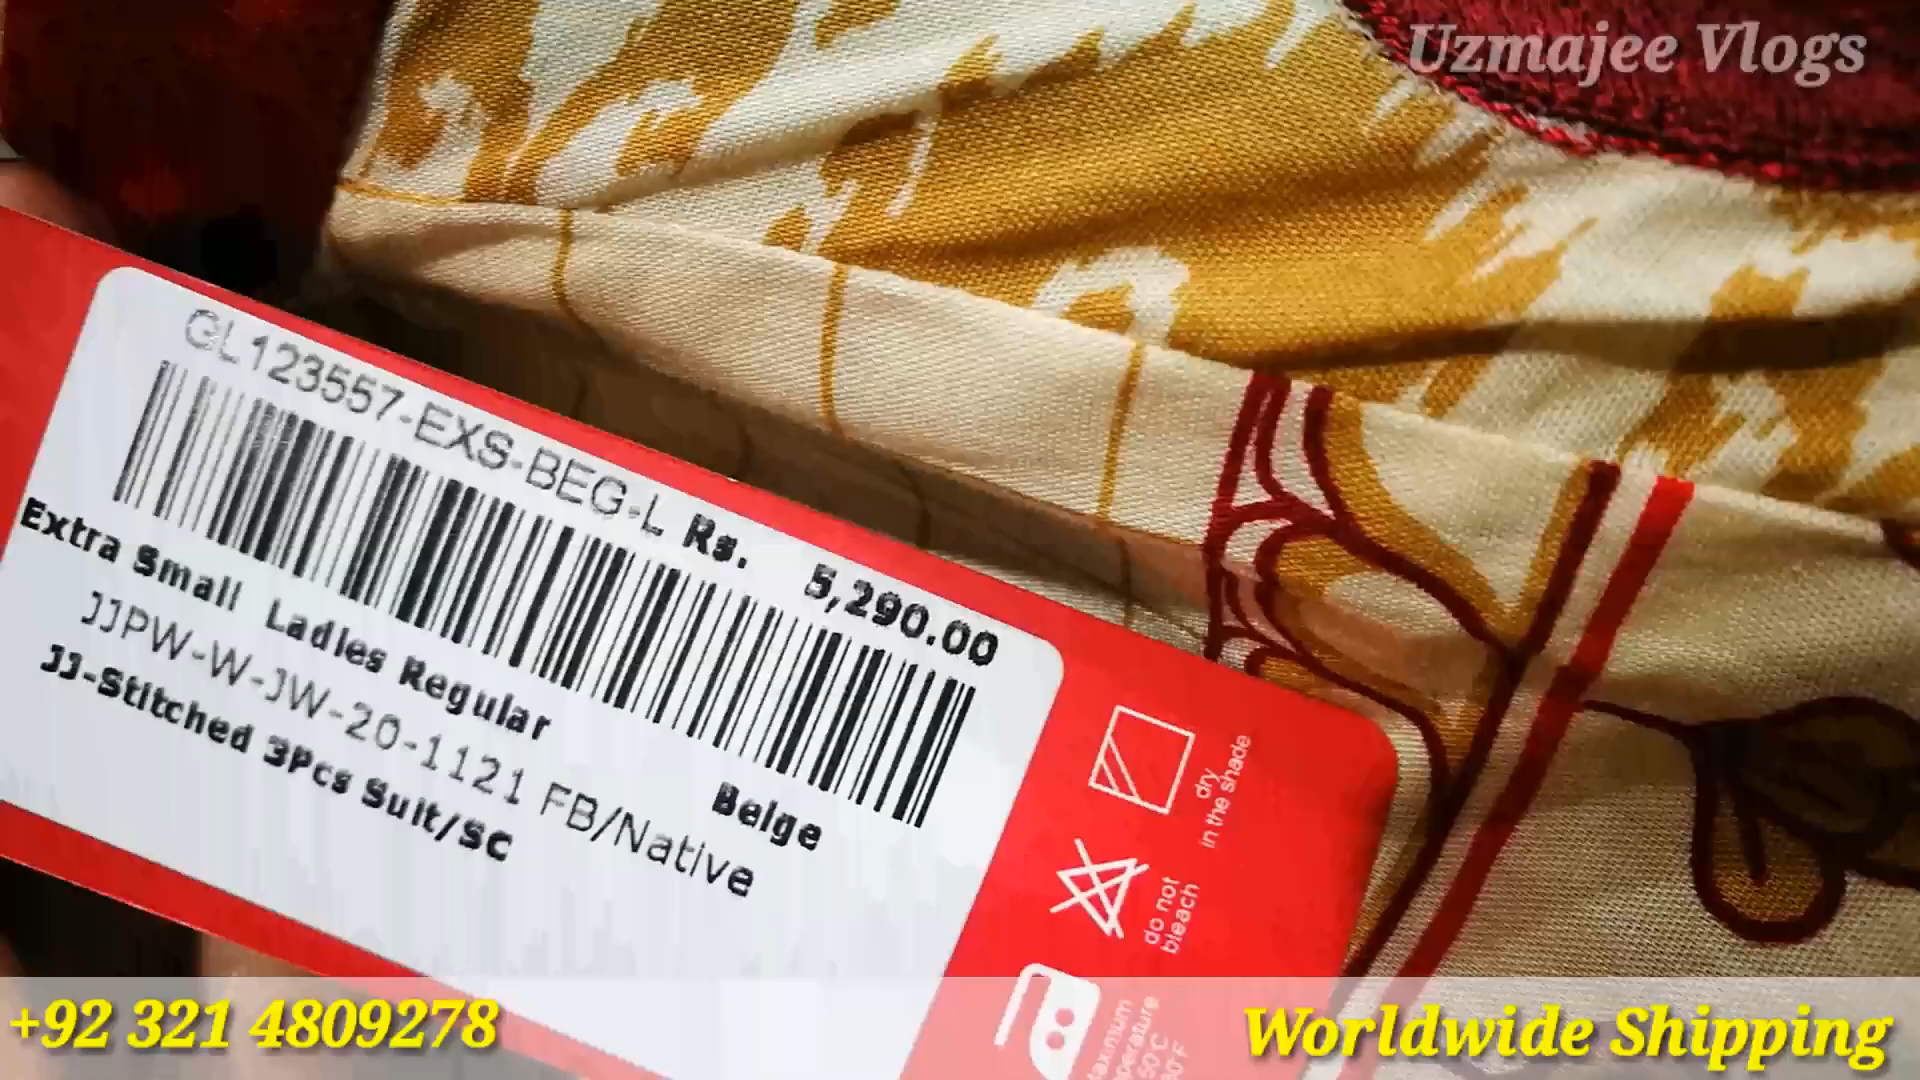 Uzmajee Vlogs
GL123557-EXS-BEG-L
Rs. 5,290.00
Extra Small Ladies Regular
Beige
JJPW-W-JW-20-1121 FB/Native
JJ-Stitched 3Pcs Suit/SC
dry
in the shade
do not
bleach
+92 321 4809278
Worldwide Shipping